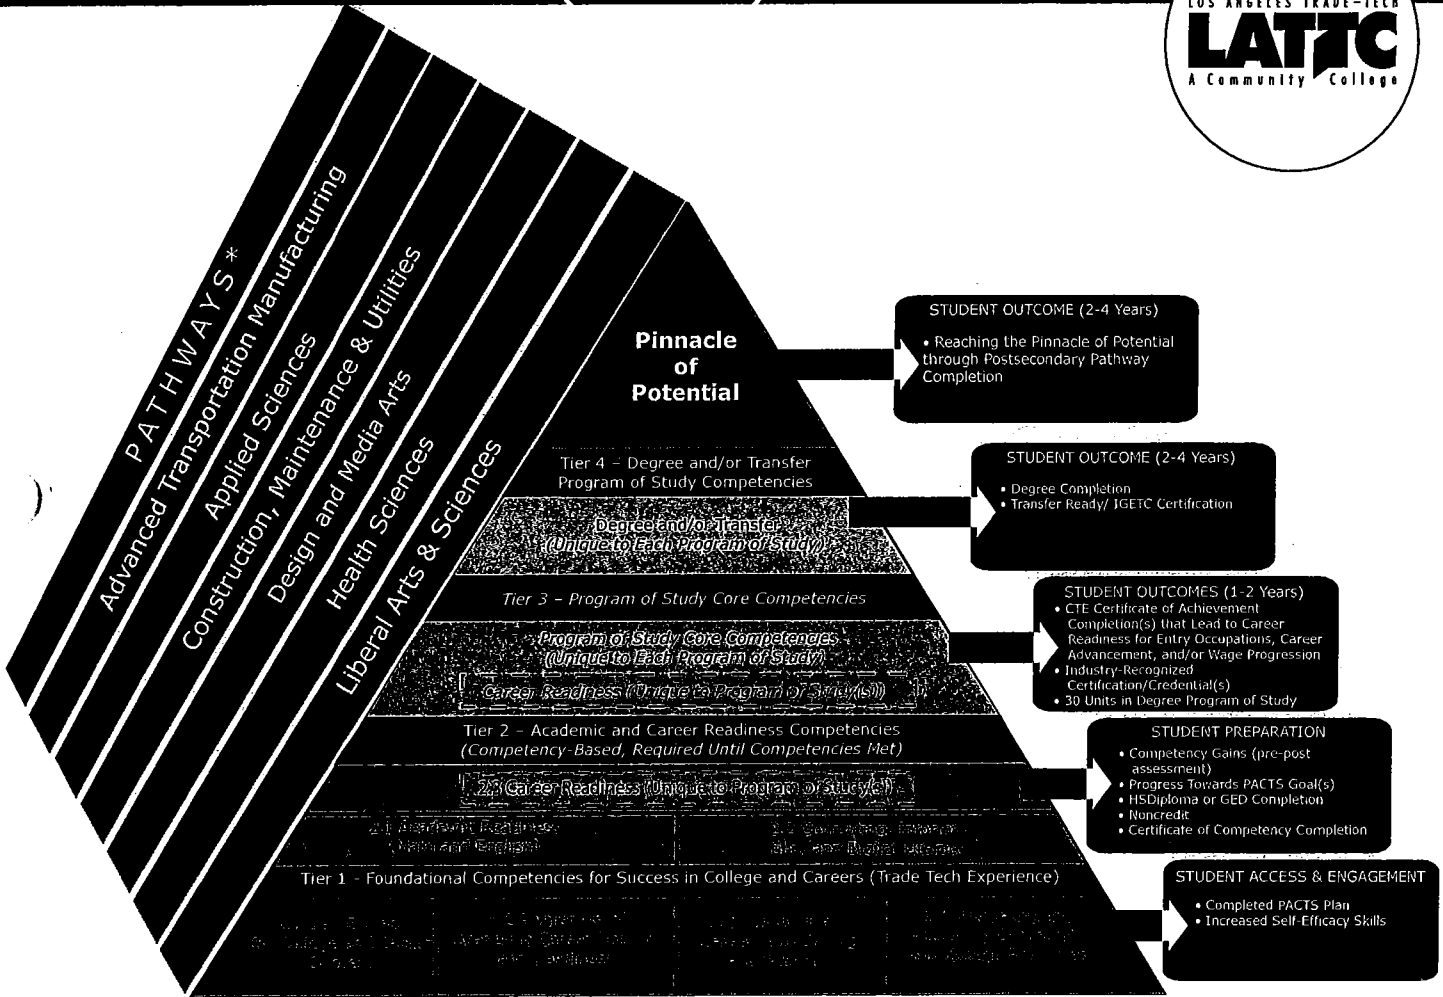 LOS ANGELES TRADE-TECH
LATTC
A Community College
PATHWAYS*
Advanced Transportation Manufacturing
Applied Sciences
Construction, Maintenance & Utilities
Design and Media Arts
Health Sciences
Liberal Arts & Sciences
Pinnacle
of
Potential
STUDENT OUTCOME (2-4 Years)
• Reaching the Pinnacle of Potential
through Postsecondary Pathway
Completion
Tier 4 – Degree and/or Transfer
Program of Study Competencies
Degree and/or Transfer
(Unique to Each Program of Study)
STUDENT OUTCOME (2-4 Years)
• Degree Completion
• Transfer Ready/ IGETC Certification
Tier 3 – Program of Study Core Competencies
Program of Study Core Competencies
(Unique to Each Program of Study)
Career Readiness (Unique to Program of Study(s))
STUDENT OUTCOMES (1-2 Years)
• CTE Certificate of Achievement
Completion(s) that Lead to Career
Readiness for Entry Occupations, Career
Advancement, and/or Wage Progression
• Industry-Recognized
Certification/Credential(s)
• 30 Units in Degree Program of Study
Tier 2 – Academic and Career Readiness Competencies
(Competency-Based, Required Until Competencies Met)
2.3 Career Readiness (Unique to Program of Study(s))
2.1 Academic Readiness
(Math and English)
STUDENT PREPARATION
• Competency Gains (pre-post
assessment)
• Progress Towards PACTS Goal(s)
• HSDiploma or GED Completion
• Noncredit
• Certificate of Competency Completion
Tier 1 - Foundational Competencies for Success in College and Careers (Trade Tech Experience)
STUDENT ACCESS & ENGAGEMENT
• Completed PACTS Plan
• Increased Self-Efficacy Skills